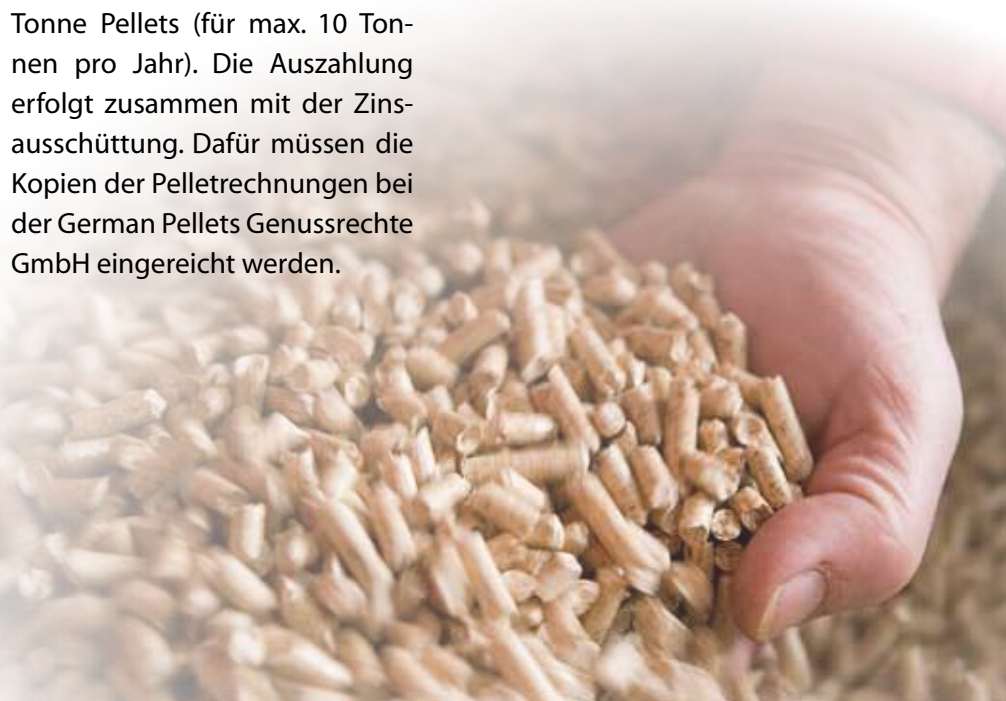 Tonne Pellets (für max. 10 Ton-
nen pro Jahr). Die Auszahlung
erfolgt zusammen mit der Zins-
ausschüttung. Dafür müssen die
Kopien der Pelletrechnungen bei
der German Pellets Genussrechte
GmbH eingereicht werden.